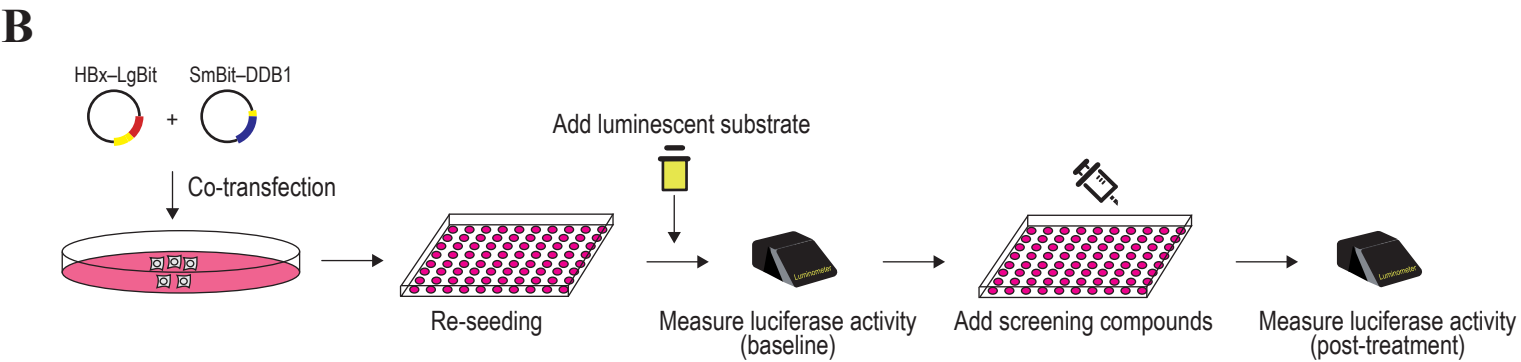 B
HBx–LgBit
SmBit–DDB1
+
Co-transfection
Add luminescent substrate
Luminometer
Luminometer
Re-seeding
Measure luciferase activity
(baseline)
Add screening compounds
Measure luciferase activity
(post-treatment)